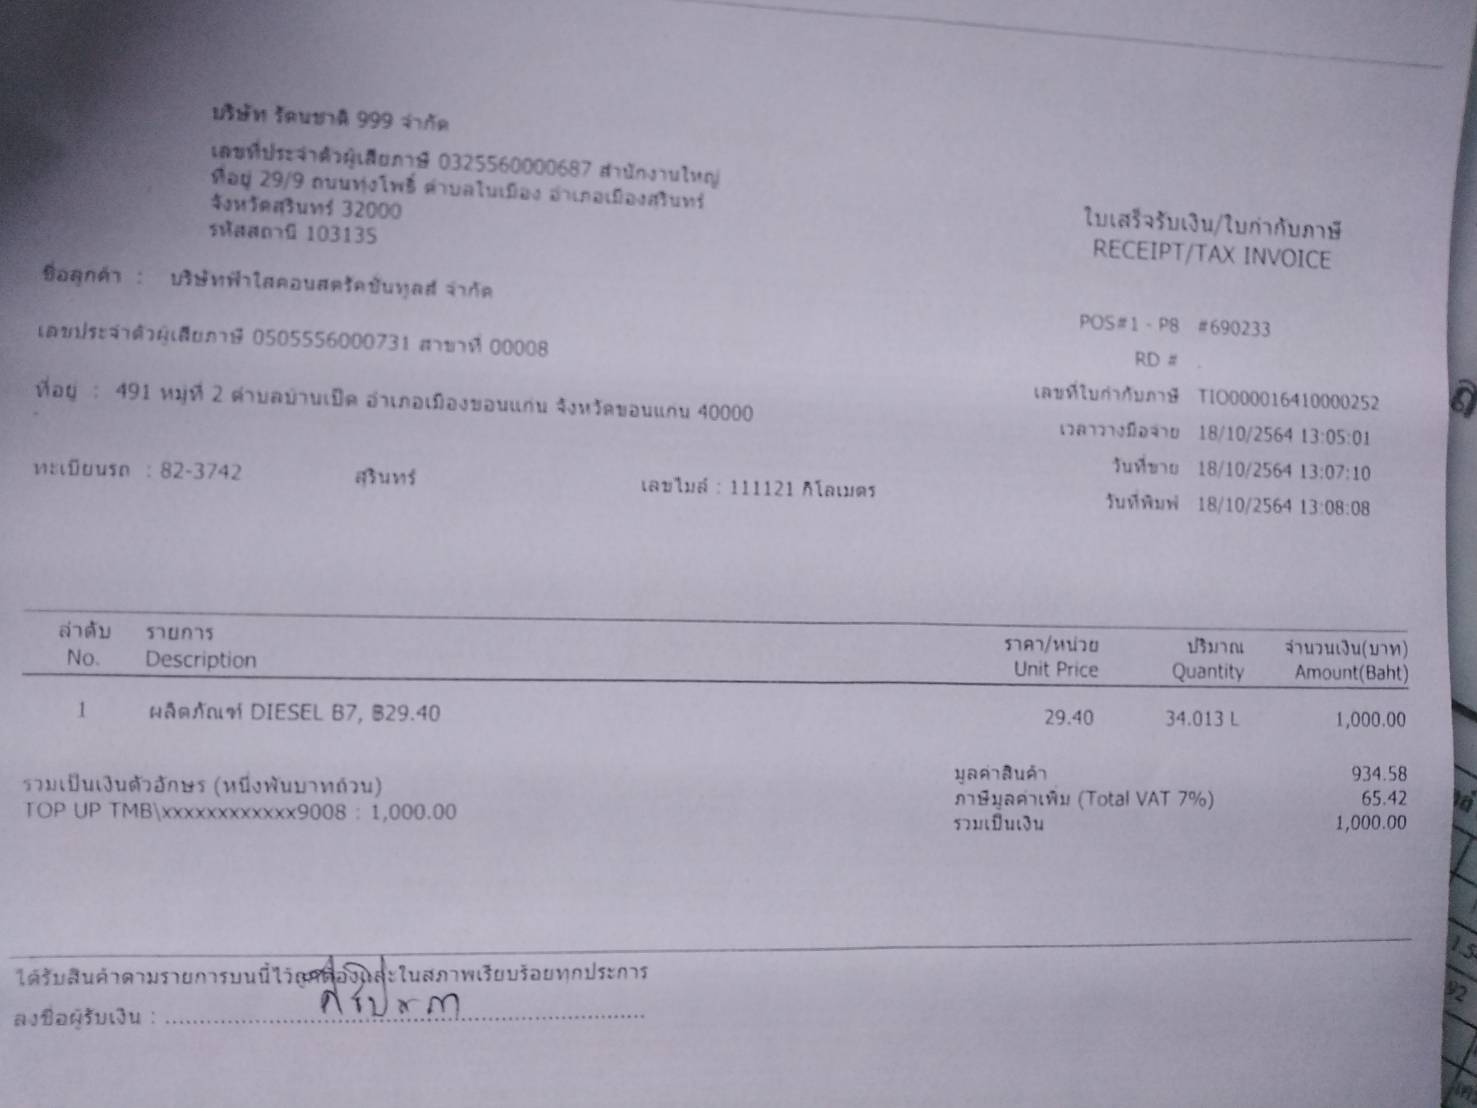 บริษัท รัตนชาติ 999 จำกัด
เลขที่ประจำตัวผู้เสียภาษี 0325560000687 สำนักงานใหญ่
ที่อยู่ 29/9 ถนนทุ่งโพธิ์ ตำบลในเมือง อำเภอเมืองสุรินทร์
จังหวัดสุรินทร์ 32000
รหัสสถานี 103135
ใบเสร็จรับเงิน/ใบกำกับภาษี
RECEIPT/TAX INVOICE
ชื่อลูกค้า : บริษัทฟ้าใสคอนสตรัคชั่นทูลส์ จำกัด
เลขประจำตัวผู้เสียภาษี 0505556000731 สาขาที่ 00008
ที่อยู่ : 491 หมู่ที่ 2 ตำบลบ้านเป็ด อำเภอเมืองขอนแก่น จังหวัดขอนแก่น 40000
ทะเบียนรถ : 82-3742 สุรินทร์ เลขไมล์ : 111121 กิโลเมตร
POS#1 - P8 #690233
RD # .
เลขที่ใบกำกับภาษี TIO000016410000252
เวลาวางมือจ่าย 18/10/2564 13:05:01
วันที่ขาย 18/10/2564 13:07:10
วันที่พิมพ์ 18/10/2564 13:08:08
ลำดับ รายการ ราคา/หน่วย ปริมาณ จำนวนเงิน(บาท)
No. Description Unit Price Quantity Amount(Baht)
1 ผลิตภัณฑ์ DIESEL B7, ฿29.40 29.40 34.013 L 1,000.00
มูลค่าสินค้า 934.58
รวมเป็นเงินตัวอักษร (หนึ่งพันบาทถ้วน) ภาษีมูลค่าเพิ่ม (Total VAT 7%) 65.42
TOP UP TMB\xxxxxxxxxxxx9008 : 1,000.00 รวมเป็นเงิน 1,000.00
ได้รับสินค้าตามรายการบนนี้ไว้ถูกต้องและในสภาพเรียบร้อยทุกประการ
ลงชื่อผู้รับเงิน :